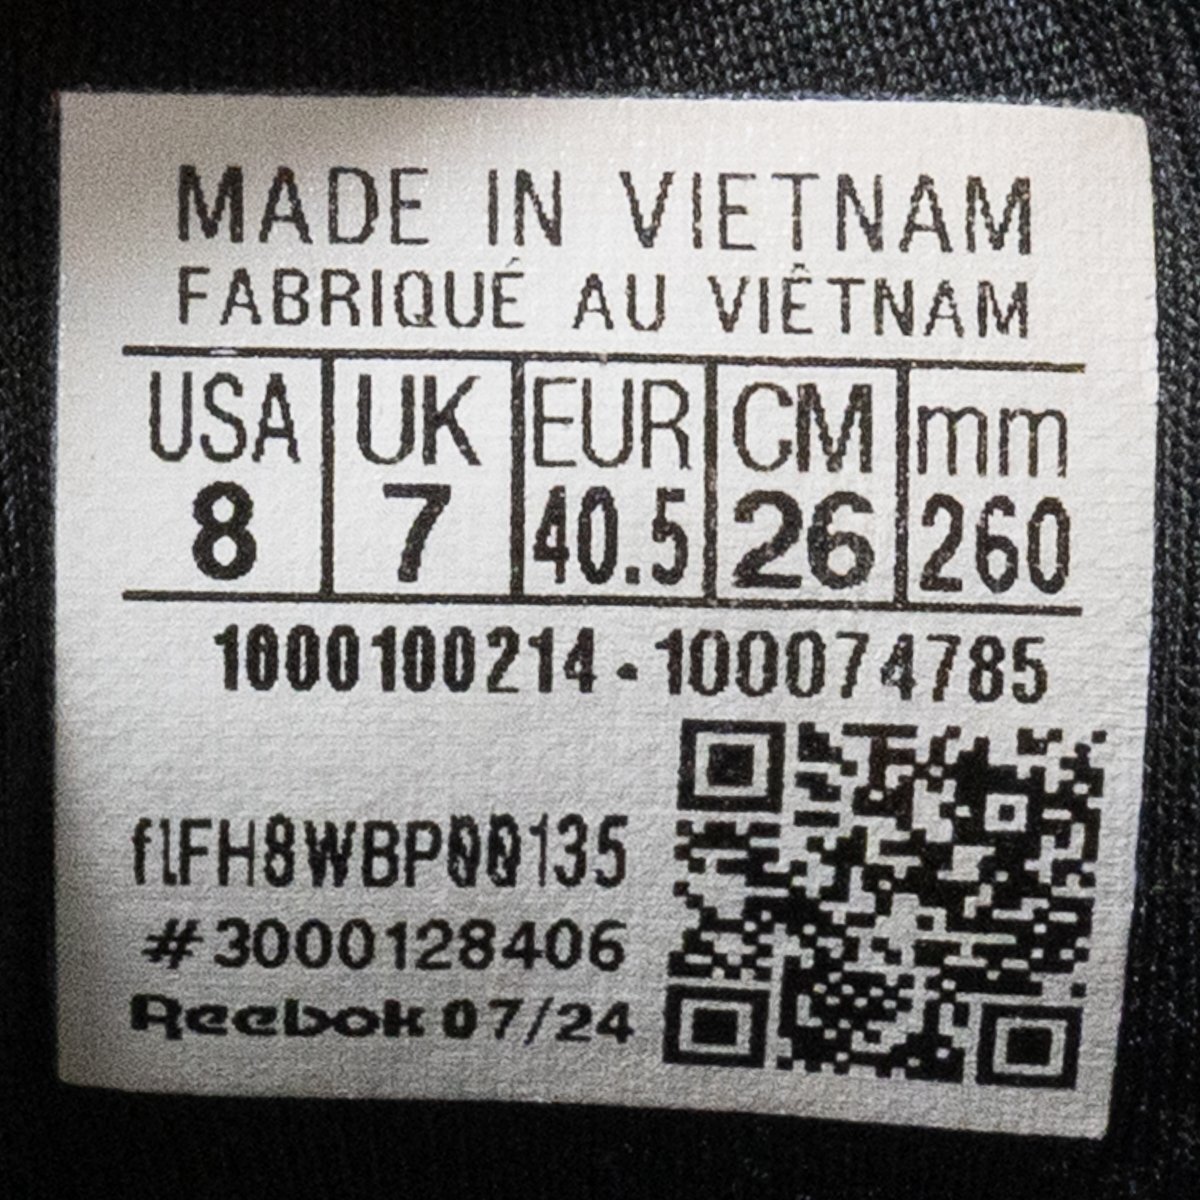 MADE IN VIETNAM
FABRIQUÉ AU VIÊTNAM
USA UK EUR CM mm
8 7 40.5 26 260
1000100214 - 100074785
flFH8WBP00135
#3000128406
Reebok 07/24